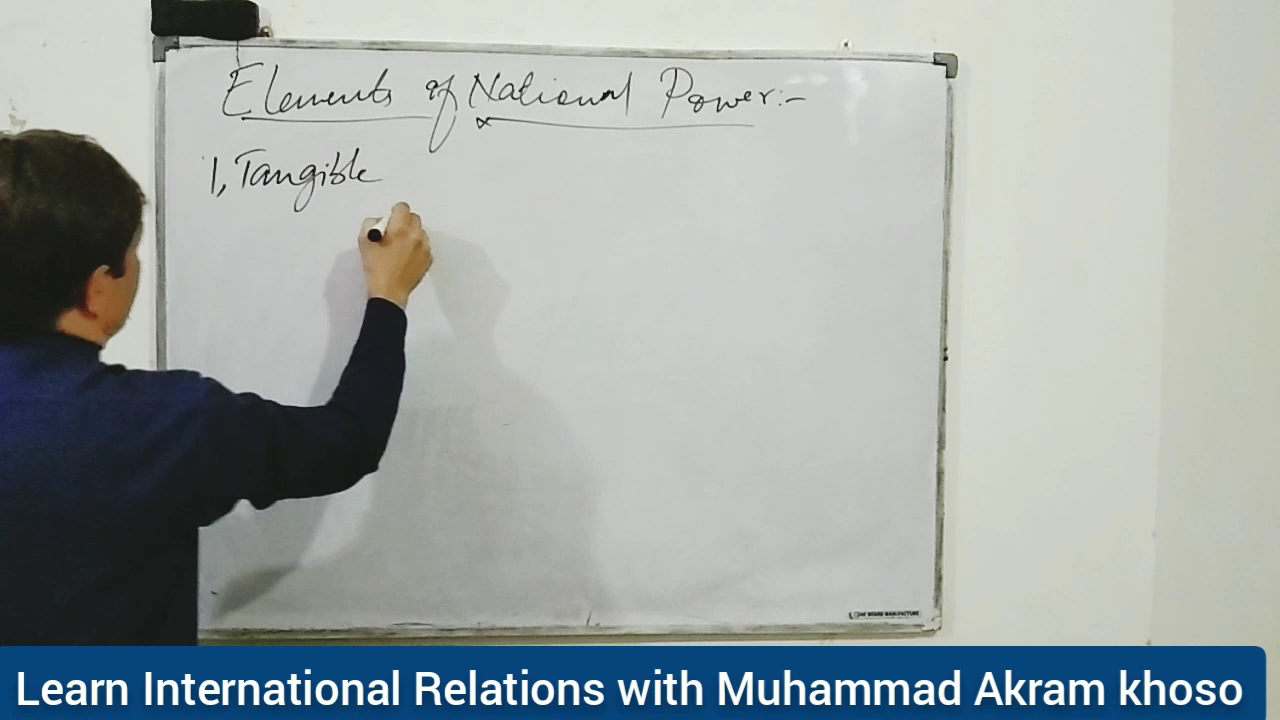 Elements of National Power:-
1, Tangible
Learn International Relations with Muhammad Akram khoso